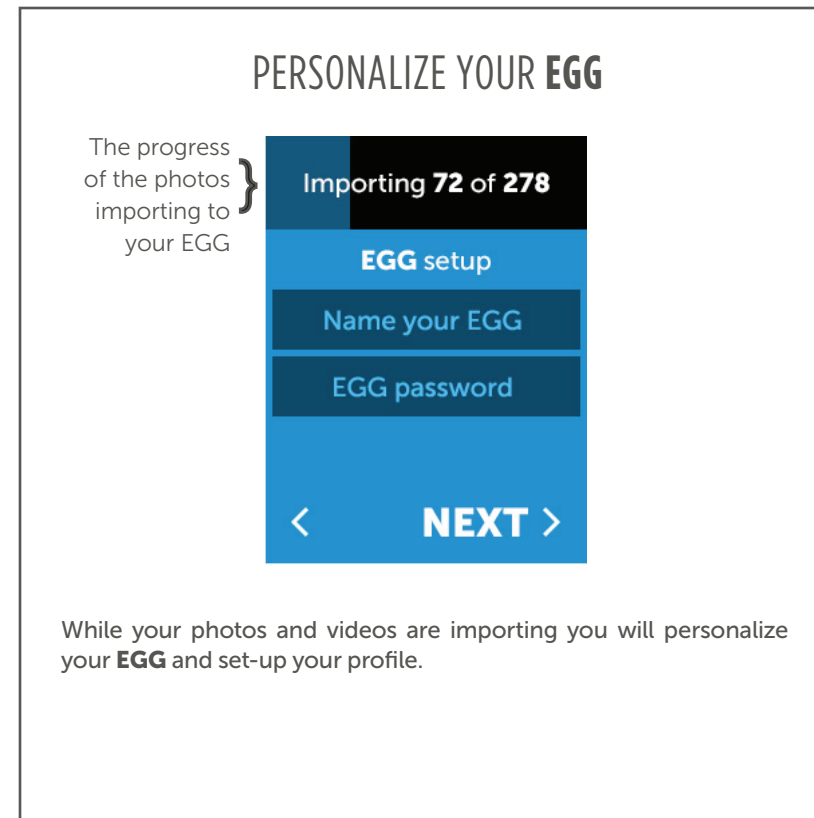 PERSONALIZE YOUR EGG
The progress
of the photos
importing to
your EGG
}
Importing 72 of 278
EGG setup
Name your EGG
EGG password
< NEXT >
While your photos and videos are importing you will personalize
your EGG and set-up your profile.